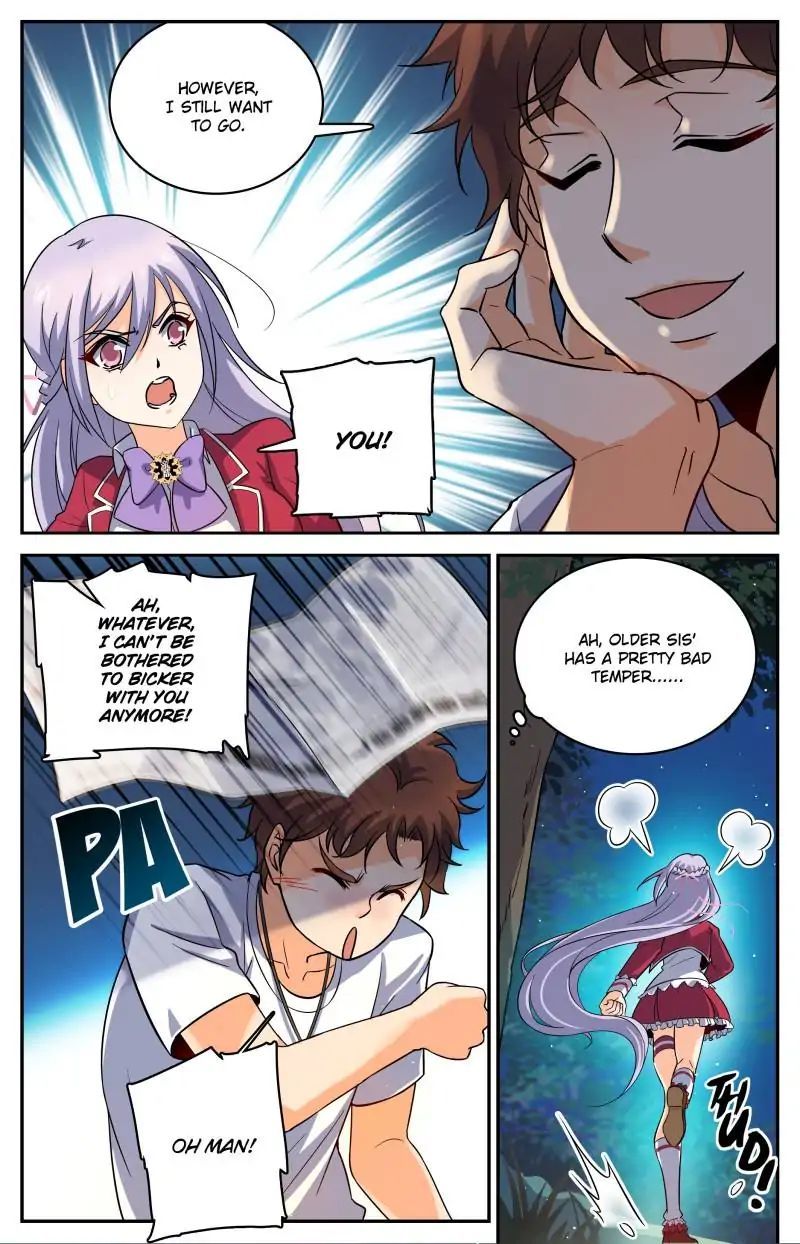 HOWEVER,
I STILL WANT
TO GO.
YOU!
AH,
WHATEVER,
I CAN'T BE
BOTHERED
TO BICKER
WITH YOU
ANYMORE!
PA
OH MAN!
AH, OLDER SIS'
HAS A PRETTY BAD
TEMPER......
THUD!